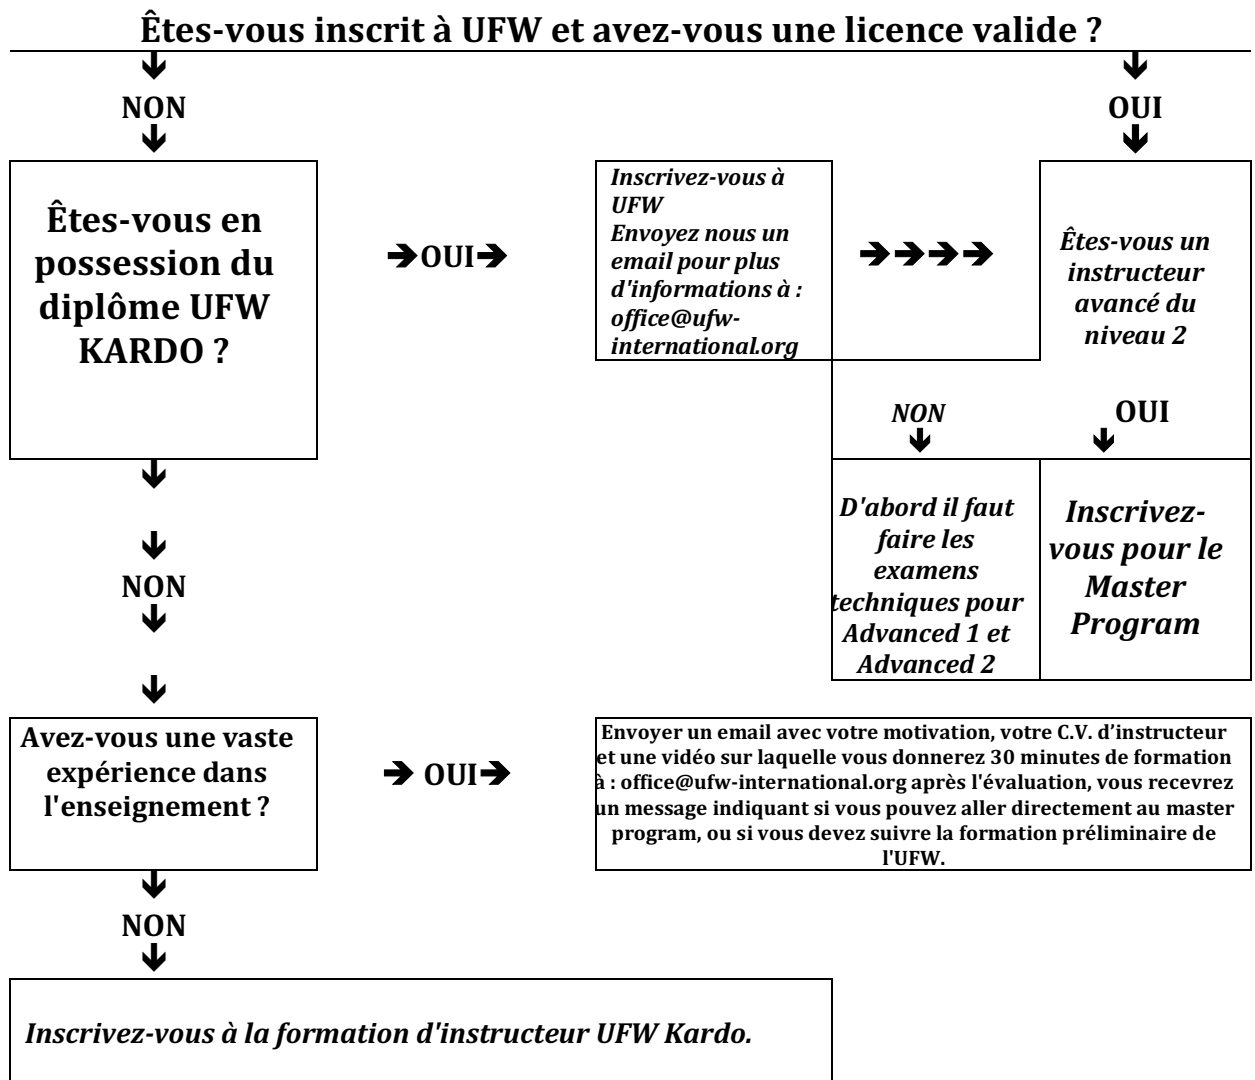 Êtes-vous inscrit à UFW et avez-vous une licence valide ?
NON
OUI
Êtes-vous en
possession du
diplôme UFW
KARDO ?
OUI
Inscrivez-vous à
UFW
Envoyez nous un
email pour plus
d'informations à :
office@ufw-
international.org
Êtes-vous un
instructeur
avancé du
niveau 2
NON
OUI
D'abord il faut
faire les
examens
techniques pour
Advanced 1 et
Advanced 2
Inscrivez-
vous pour le
Master
Program
NON
Avez-vous une vaste
expérience dans
l'enseignement ?
OUI
Envoyer un email avec votre motivation, votre C.V. d’instructeur
et une vidéo sur laquelle vous donnerez 30 minutes de formation
à : office@ufw-international.org après l'évaluation, vous recevrez
un message indiquant si vous pouvez aller directement au master
program, ou si vous devez suivre la formation préliminaire de
l'UFW.
NON
Inscrivez-vous à la formation d'instructeur UFW Kardo.